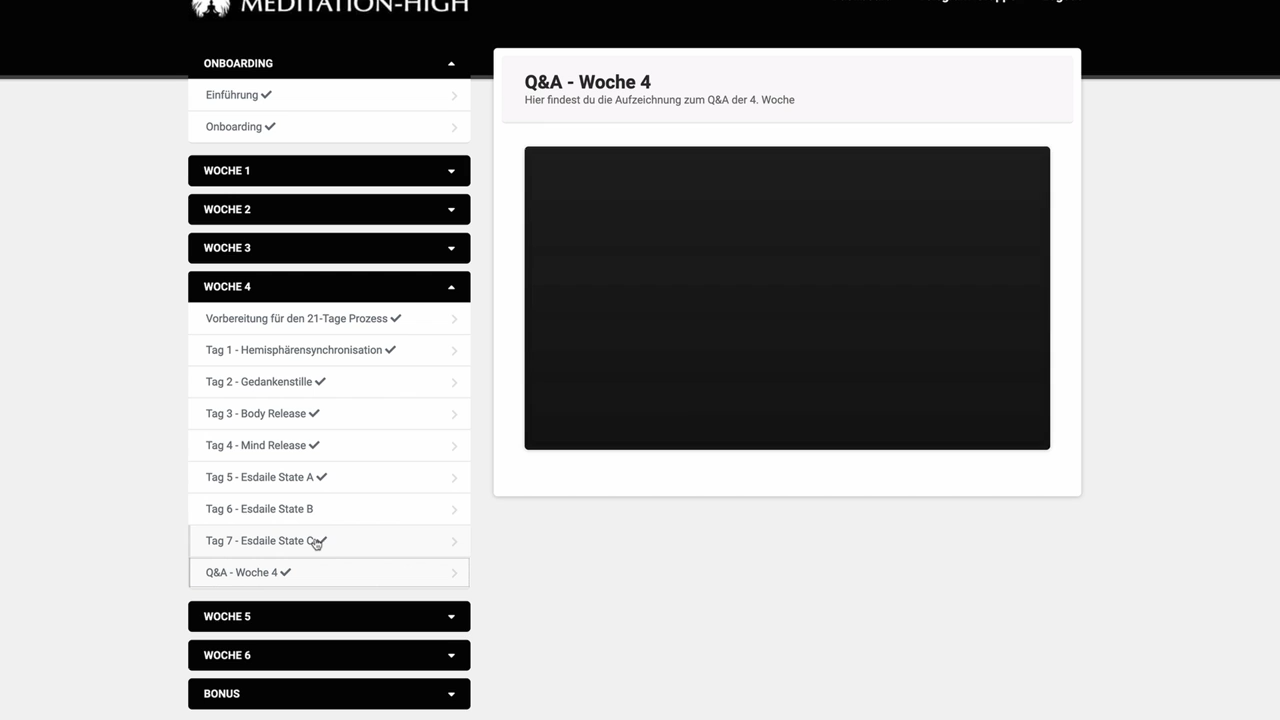 MEDITATION-HIGH
ONBOARDING
Einführung
Onboarding
WOCHE 1
WOCHE 2
WOCHE 3
WOCHE 4
Vorbereitung für den 21-Tage Prozess
Tag 1 - Hemisphärensynchronisation
Tag 2 - Gedankenstille
Tag 3 - Body Release
Tag 4 - Mind Release
Tag 5 - Esdaile State A
Tag 6 - Esdaile State B
Tag 7 - Esdaile State C
Q&A - Woche 4
WOCHE 5
WOCHE 6
BONUS
Q&A - Woche 4
Hier findest du die Aufzeichnung zum Q&A der 4. Woche